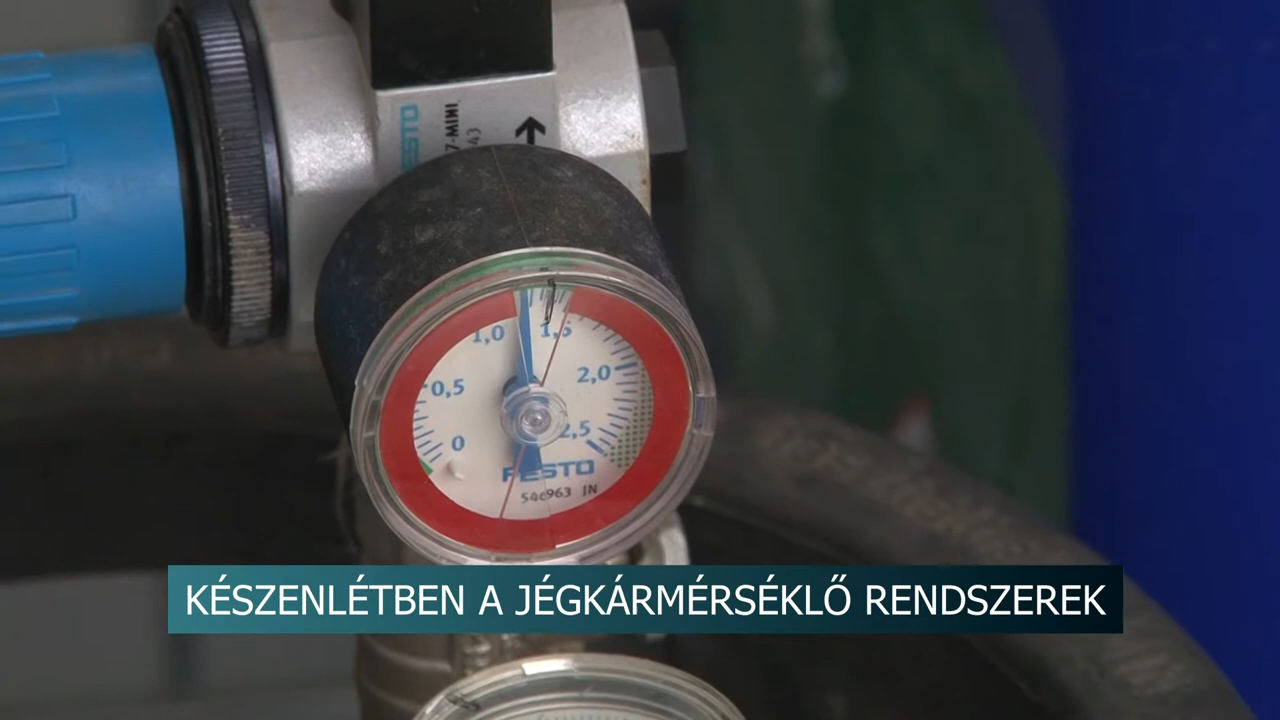 FESTO
7-MINI
43
1,0
1,5
0,5
2,0
0
2,5
FESTO
546963 JN
KÉSZENLÉTBEN A JÉGKÁRMÉRSÉKLŐ RENDSZEREK